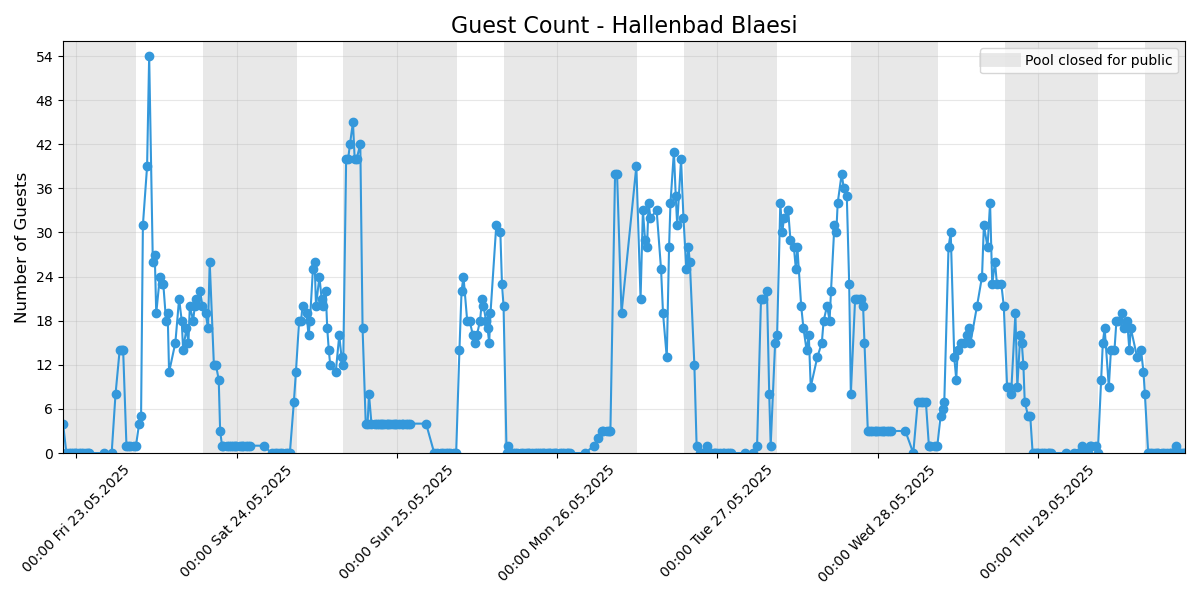 Guest Count - Hallenbad Blaesi
Pool closed for public
Number of Guests
54
48
42
36
30
24
18
12
6
0
00:00 Fri 23.05.2025
00:00 Sat 24.05.2025
00:00 Sun 25.05.2025
00:00 Mon 26.05.2025
00:00 Tue 27.05.2025
00:00 Wed 28.05.2025
00:00 Thu 29.05.2025